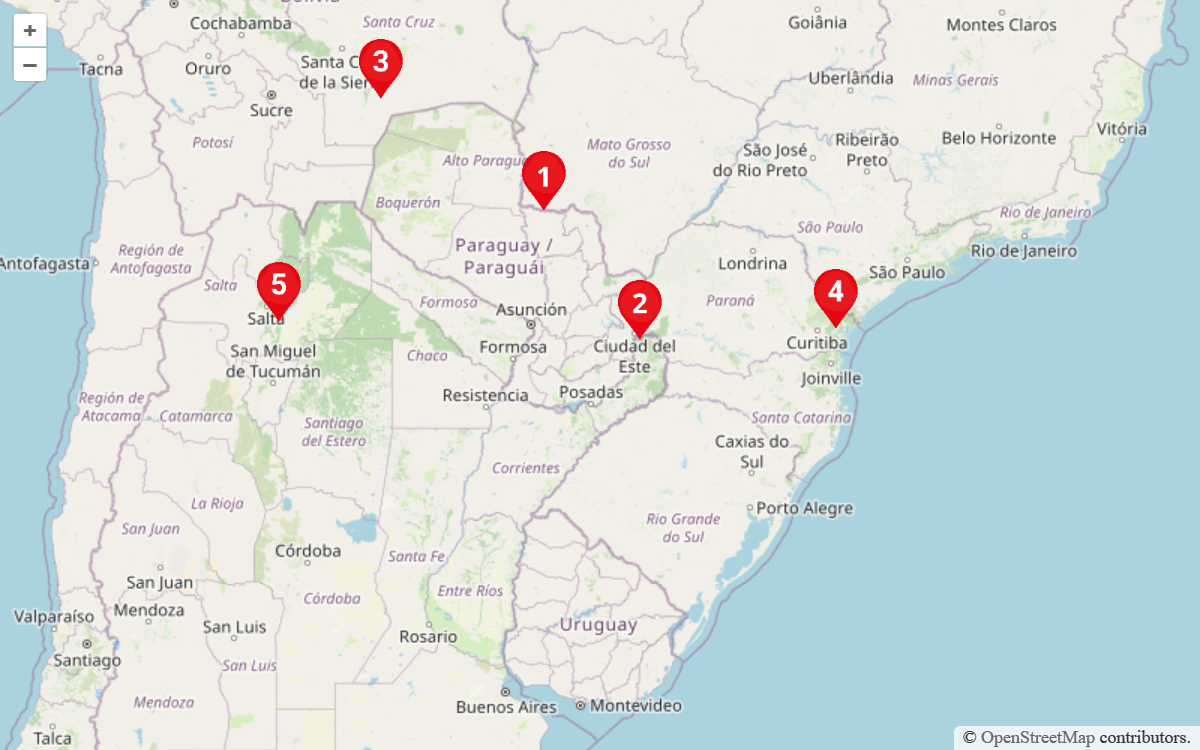 +
−
Bolivia
Cochabamba
Santa Cruz
Goiânia
Montes Claros
Tacna
Oruro
Santa C
de la Sier
3
Uberlândia
Minas Gerais
Sucre
Potosí
Vitória
Ribeirão
Preto
Belo Horizonte
Mato Grosso
do Sul
São José
do Rio Preto
Alto Paragua
1
Boquerón
Rio de Janeiro
São Paulo
Rio de Janeiro
Paraguay /
Paraguái
Región de
Antofagasta
Antofagasta
Londrina
São Paulo
Salta
5
Salta
Formosa
Asunción
2
Paraná
4
Curitiba
Ciudad del
Este
Formosa
Chaco
San Miguel
de Tucumán
Joinville
Resistencia
Posadas
Región de
Atacama
Catamarca
Santiago
del Estero
Santa Catarina
Caxias do
Sul
Corrientes
La Rioja
Porto Alegre
San Juan
Rio Grande
do Sul
Córdoba
Santa Fe
San Juan
Entre Ríos
Córdoba
Mendoza
Valparaíso
San Luis
Rosario
Uruguay
Santiago
San Luis
Mendoza
Buenos Aires
Montevideo
Talca
© OpenStreetMap contributors.